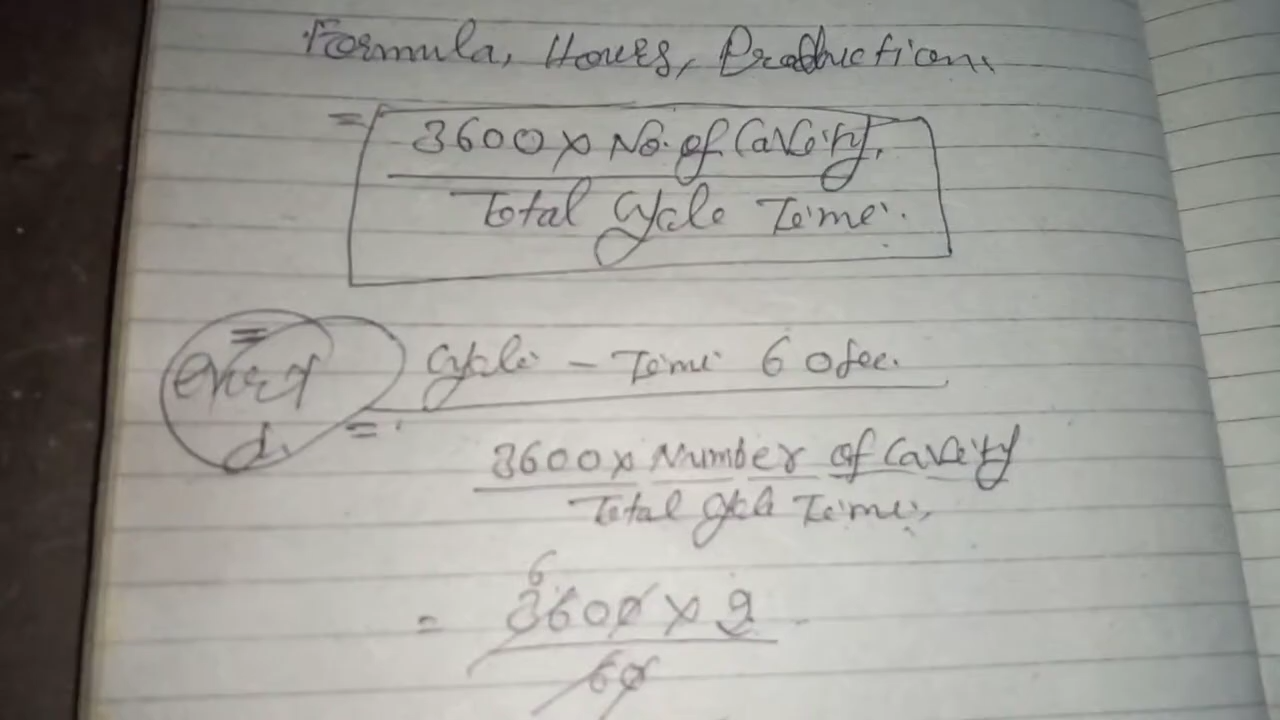 Formula, Hours, Production.
= 3600 x No. of Cavity.
Total Cycle Time.
=
Cycle - Time 60 sec.
=
3600 x Number of Cavity
Total Cycle Time.
6
= 3600 x 2
60